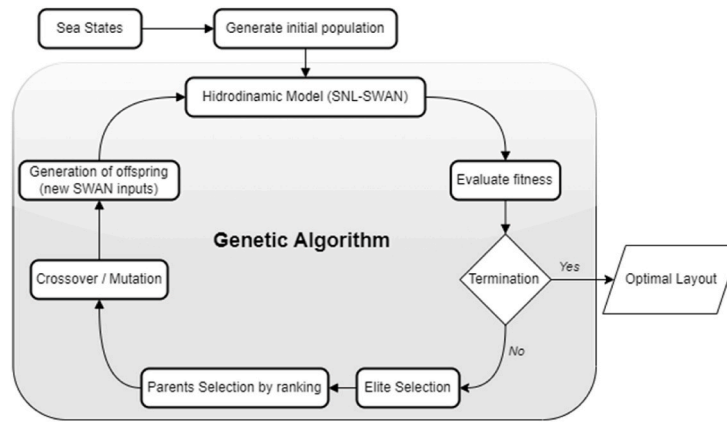 Sea States
Generate initial population
Hidrodinamic Model (SNL-SWAN)
Generation of offspring
(new SWAN inputs)
Evaluate fitness
Genetic Algorithm
Crossover / Mutation
Termination
Yes
Optimal Layout
No
Parents Selection by ranking
Elite Selection